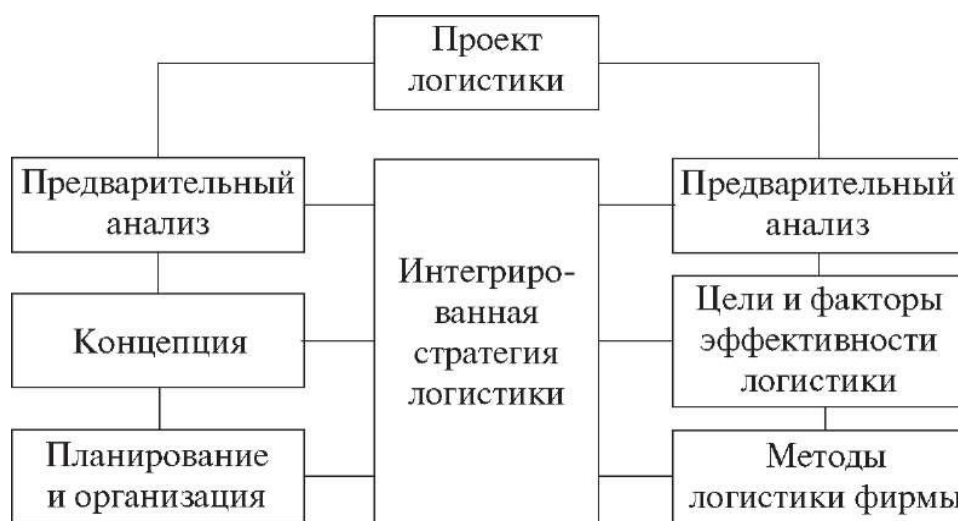 Проект
логистики
Предварительный
анализ
Предварительный
анализ
Интегриро-
ванная
стратегия
логистики
Концепция
Цели и факторы
эффективности
логистики
Планирование
и организация
Методы
логистики фирмы